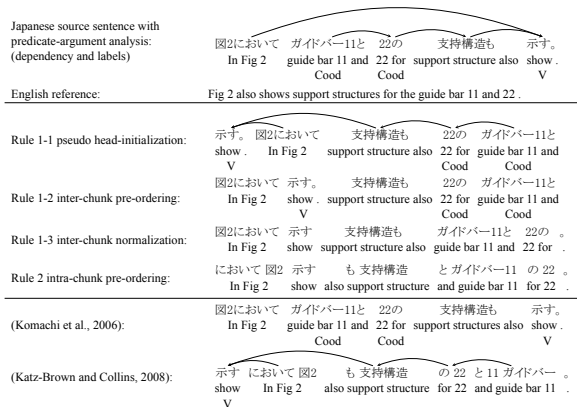 Japanese source sentence with
predicate-argument analysis:
(dependency and labels)
図2において ガイドバー11と 22の 支持構造も 示す。
In Fig 2 guide bar 11 and 22 for support structure also show .
Cood Cood V
English reference: Fig 2 also shows support structures for the guide bar 11 and 22 .
Rule 1-1 pseudo head-initialization: 示す。 図2において 支持構造も 22の ガイドバー11と
show . In Fig 2 support structure also 22 for guide bar 11 and
V Cood Cood
Rule 1-2 inter-chunk pre-ordering: 図2において 示す。 支持構造も 22の ガイドバー11と
In Fig 2 show . support structure also 22 for guide bar 11 and
V Cood Cood
Rule 1-3 inter-chunk normalization: 図2において 示す 支持構造も ガイドバー11と 22の 。
In Fig 2 show support structure also guide bar 11 and 22 for .
Rule 2 intra-chunk pre-ordering: において 図2 示す も 支持構造 と ガイドバー11 の 22 。
In Fig 2 show also support structure and guide bar 11 for 22 .
(Komachi et al., 2006): 図2において ガイドバー11と 22の 支持構造も 示す。
In Fig 2 guide bar 11 and 22 for support structures also show .
Cood Cood V
(Katz-Brown and Collins, 2008): 示す において 図2 も 支持構造 の 22 と 11 ガイドバー 。
show In Fig 2 also support structure for 22 and guide bar 11 .
V